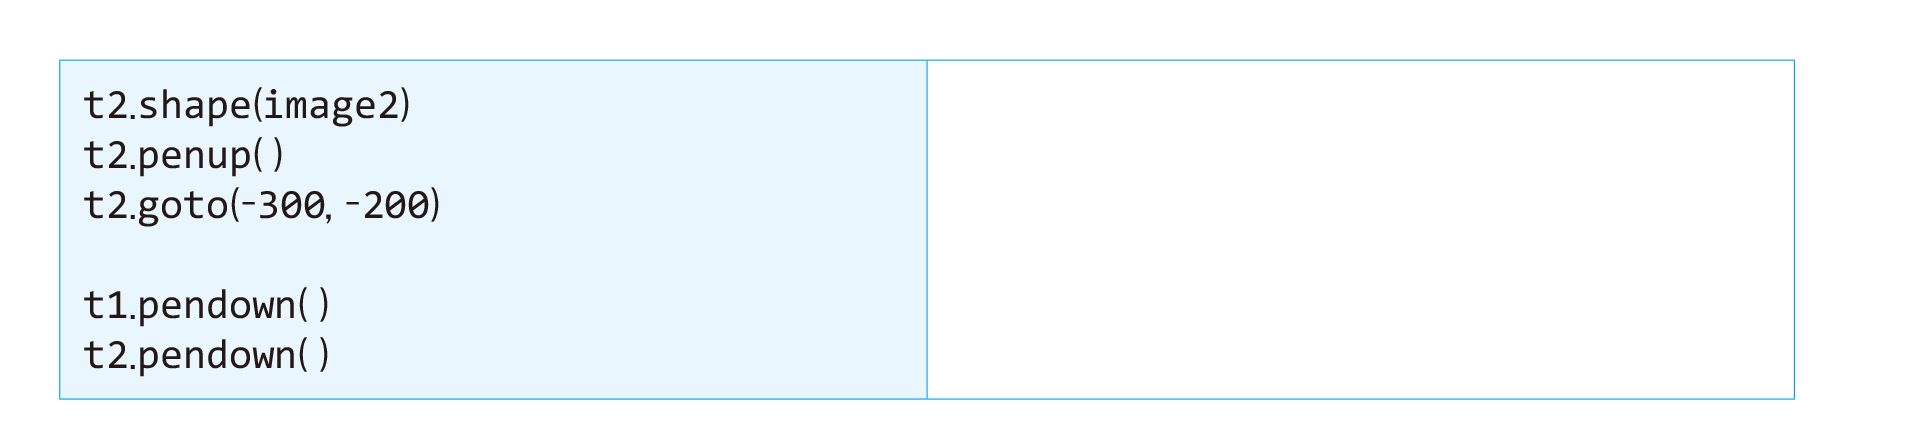 t2.shape(image2)
t2.penup( )
t2.goto(-300, -200)
t1.pendown( )
t2.pendown( )